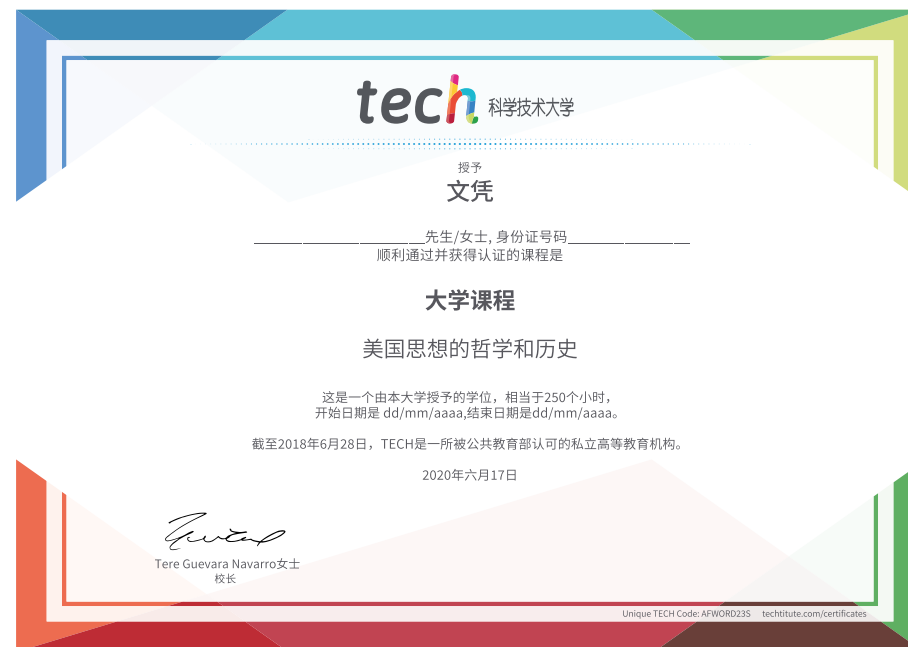 tech 科学技术大学
授予
文凭
_______________________先生/女士, 身份证号码________________
顺利通过并获得认证的课程是
大学课程
美国思想的哲学和历史
这是一个由本大学授予的学位，相当于250个小时，
开始日期是 dd/mm/aaaa,结束日期是dd/mm/aaaa。
截至2018年6月28日，TECH是一所被公共教育部认可的私立高等教育机构。
2020年六月17日
Tere Guevara Navarro女士
校长
Unique TECH Code: AFWORD23S techtitute.com/certificates